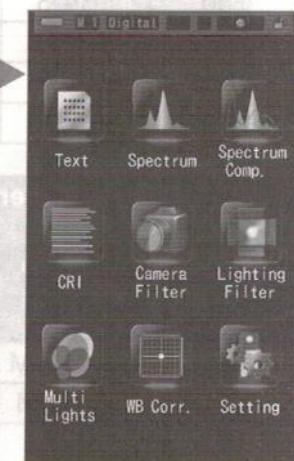 M 1 Digital
Text
Spectrum
Spectrum
Comp.
CRI
Camera
Filter
Lighting
Filter
Multi
Lights
WB Corr.
Setting